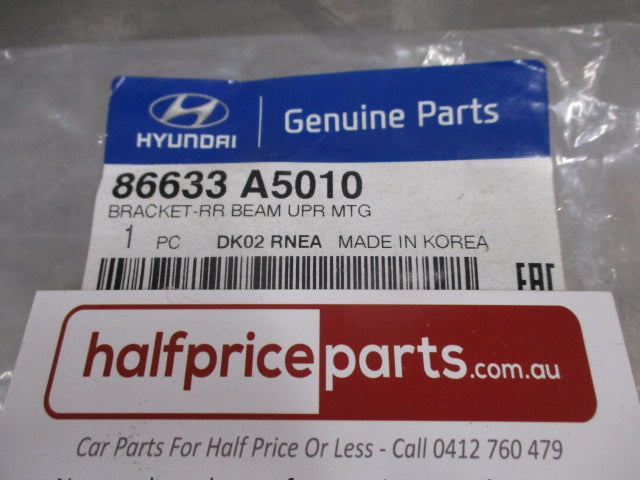 HYUNDAI
Genuine Parts
86633 A5010
BRACKET-RR BEAM UPR MTG
1 PC DK02 RNEA MADE IN KOREA
EAC
halfpriceparts.com.au
Car Parts For Half Price Or Less - Call 0412 760 479